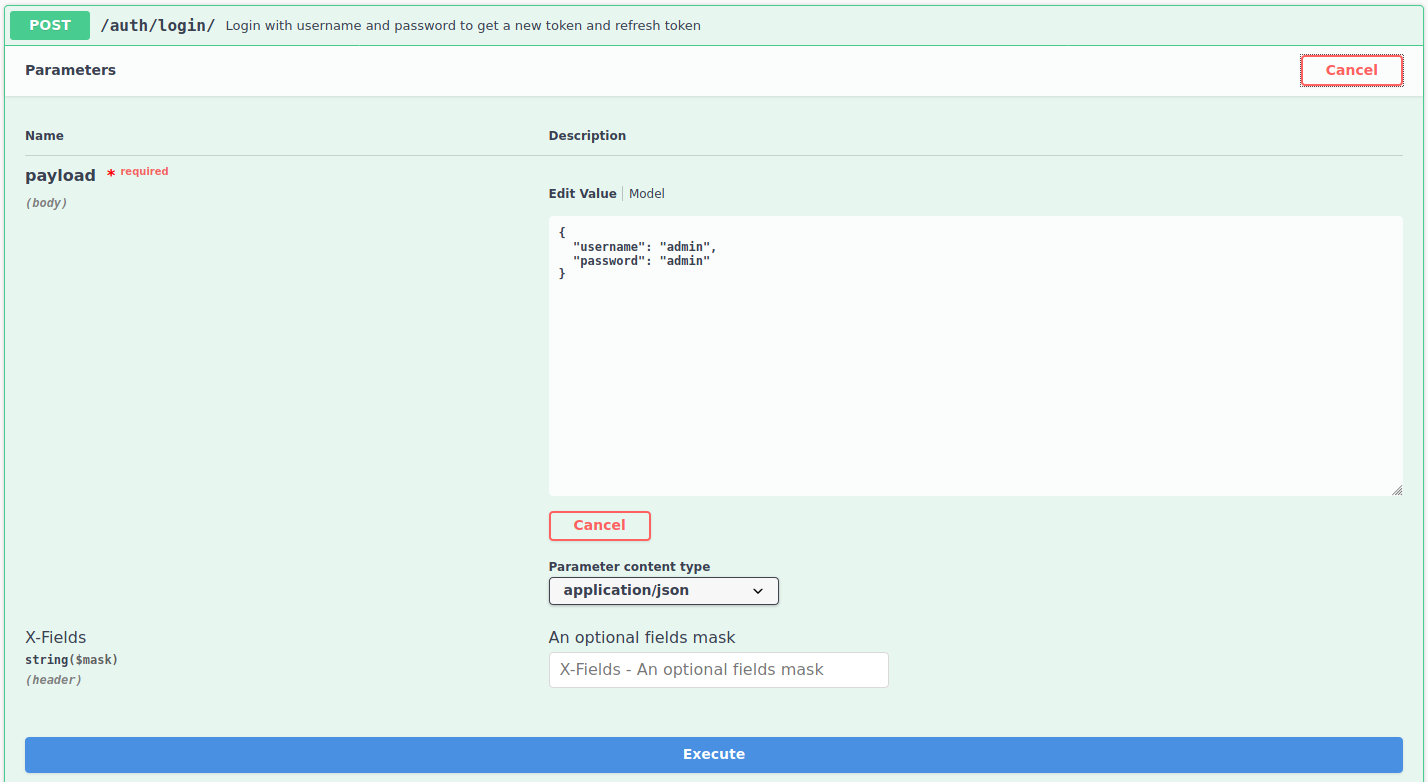 POST /auth/login/ Login with username and password to get a new token and refresh token
Parameters Cancel
Name Description
payload * required
(body)
Edit Value Model
{
  "username": "admin",
  "password": "admin"
}
Cancel
Parameter content type
application/json
X-Fields An optional fields mask
string($mask)
(header)
X-Fields - An optional fields mask
Execute